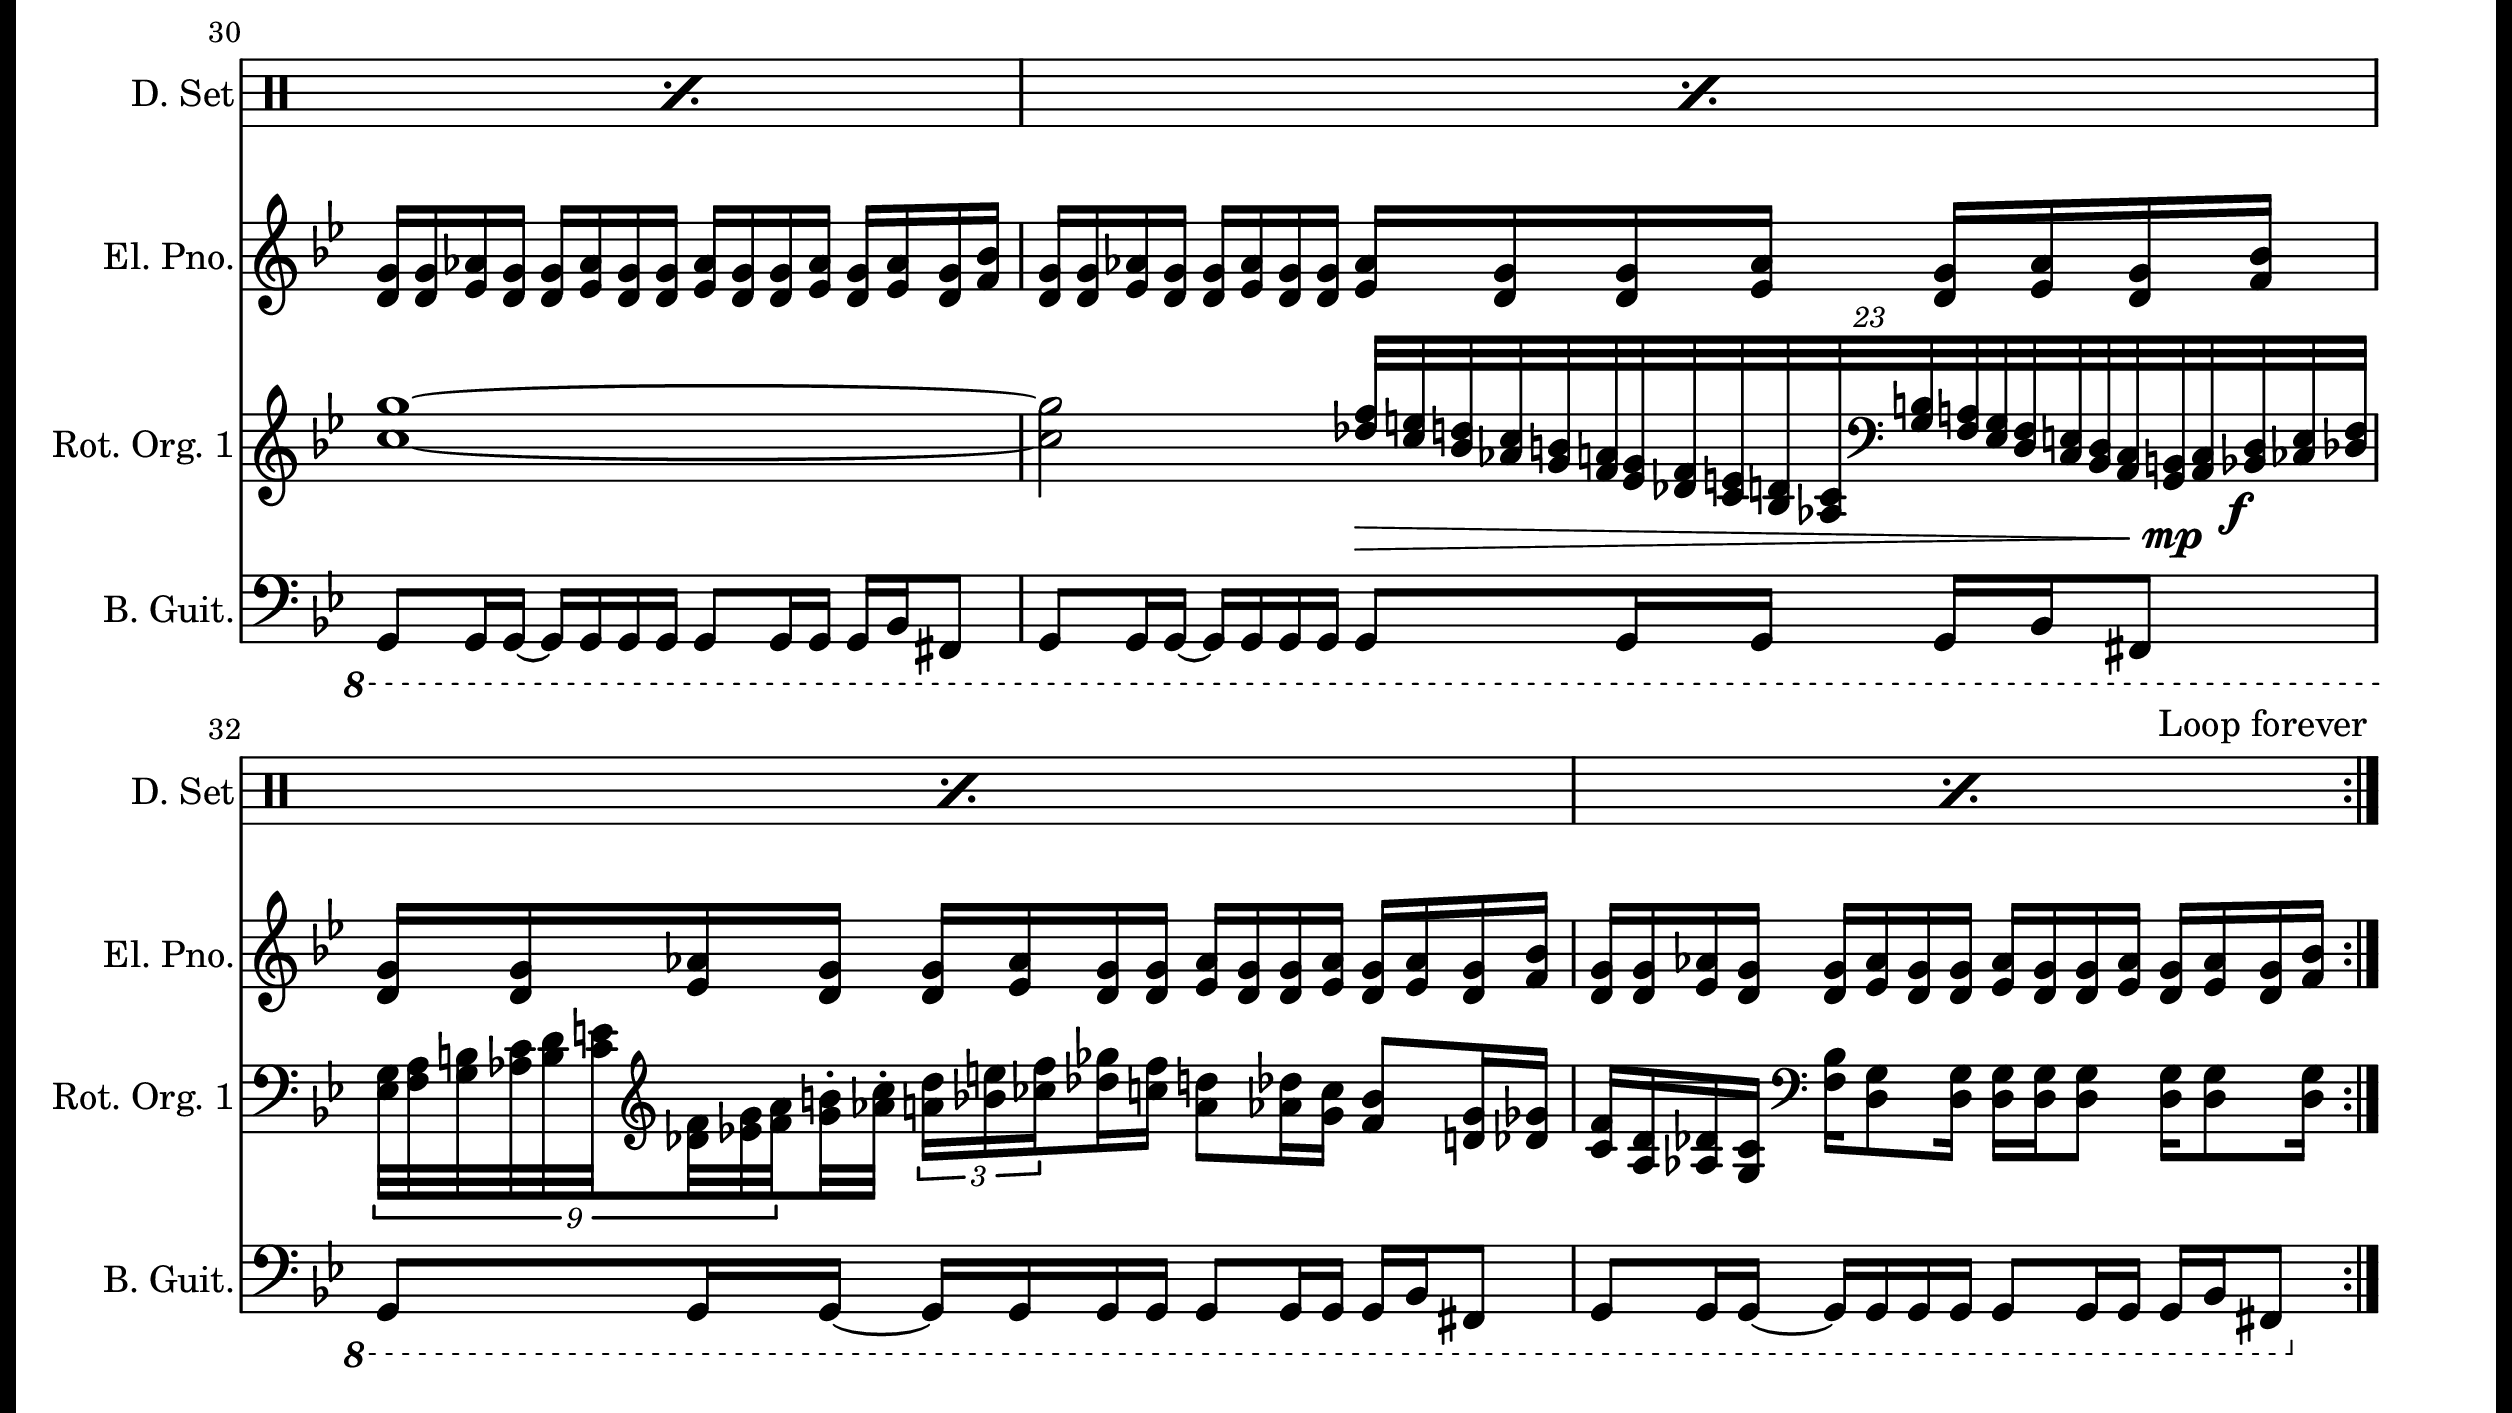 30
D. Set
El. Pno.
23
Rot. Org. 1
f
mp
B. Guit.
8
Loop forever
32
D. Set
El. Pno.
Rot. Org. 1
3
9
B. Guit.
8